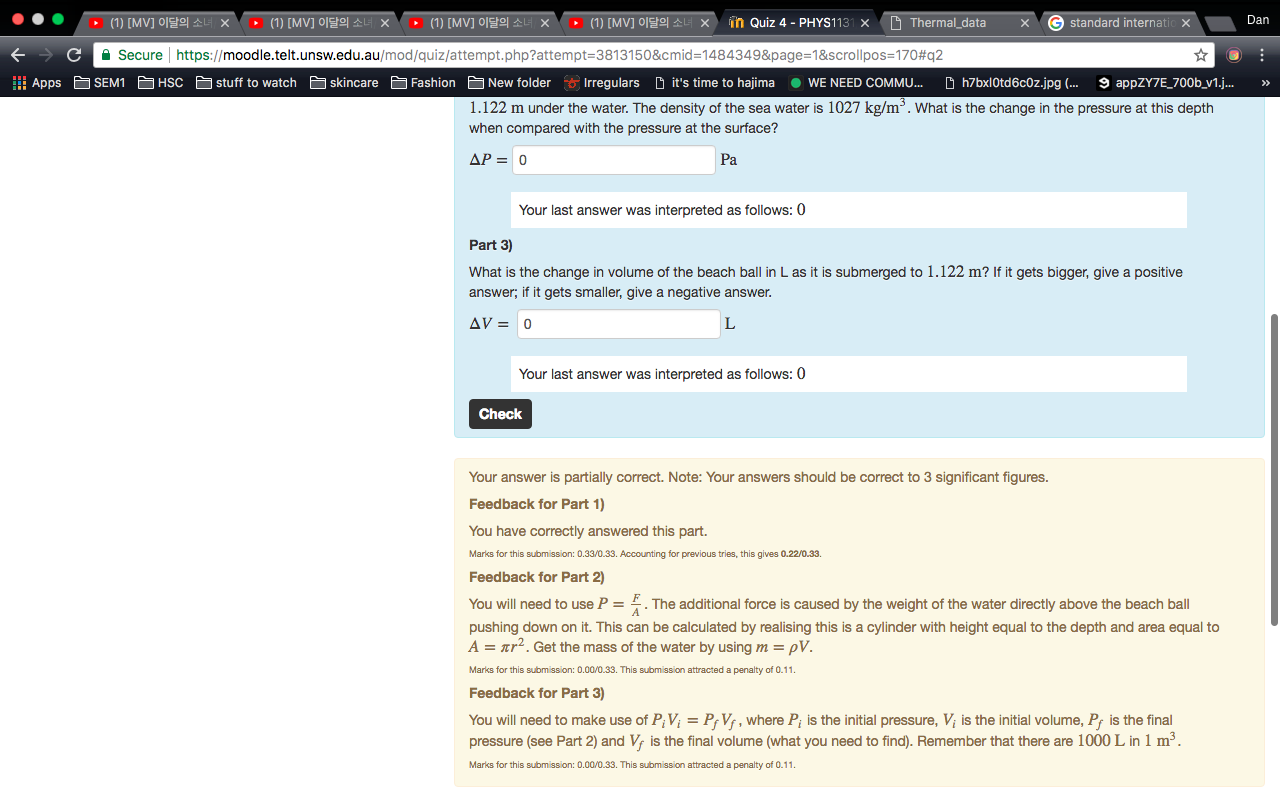 (1) [MV] 이달의 소녀
(1) [MV] 이달의 소녀
(1) [MV] 이달의 소녀
(1) [MV] 이달의 소녀
Quiz 4 - PHYS1131
Thermal_data
standard internatio
Dan
Secure https://moodle.telt.unsw.edu.au/mod/quiz/attempt.php?attempt=3813150&cmid=1484349&page=1&scrollpos=170#q2
Apps SEM1 HSC stuff to watch skincare Fashion New folder Irregulars it's time to hajima WE NEED COMMU... h7bxl0td6c0z.jpg (... appZY7E_700b_v1.j... »
1.122 m under the water. The density of the sea water is 1027 kg/m³. What is the change in the pressure at this depth
when compared with the pressure at the surface?
ΔP = 0 Pa
Your last answer was interpreted as follows: 0
Part 3)
What is the change in volume of the beach ball in L as it is submerged to 1.122 m? If it gets bigger, give a positive
answer; if it gets smaller, give a negative answer.
ΔV = 0 L
Your last answer was interpreted as follows: 0
Check
Your answer is partially correct. Note: Your answers should be correct to 3 significant figures.
Feedback for Part 1)
You have correctly answered this part.
Marks for this submission: 0.33/0.33. Accounting for previous tries, this gives 0.22/0.33.
Feedback for Part 2)
You will need to use P = F/A. The additional force is caused by the weight of the water directly above the beach ball
pushing down on it. This can be calculated by realising this is a cylinder with height equal to the depth and area equal to
A = πr². Get the mass of the water by using m = ρV.
Marks for this submission: 0.00/0.33. This submission attracted a penalty of 0.11.
Feedback for Part 3)
You will need to make use of PᵢVᵢ = P_f V_f, where Pᵢ is the initial pressure, Vᵢ is the initial volume, P_f is the final
pressure (see Part 2) and V_f is the final volume (what you need to find). Remember that there are 1000 L in 1 m³.
Marks for this submission: 0.00/0.33. This submission attracted a penalty of 0.11.